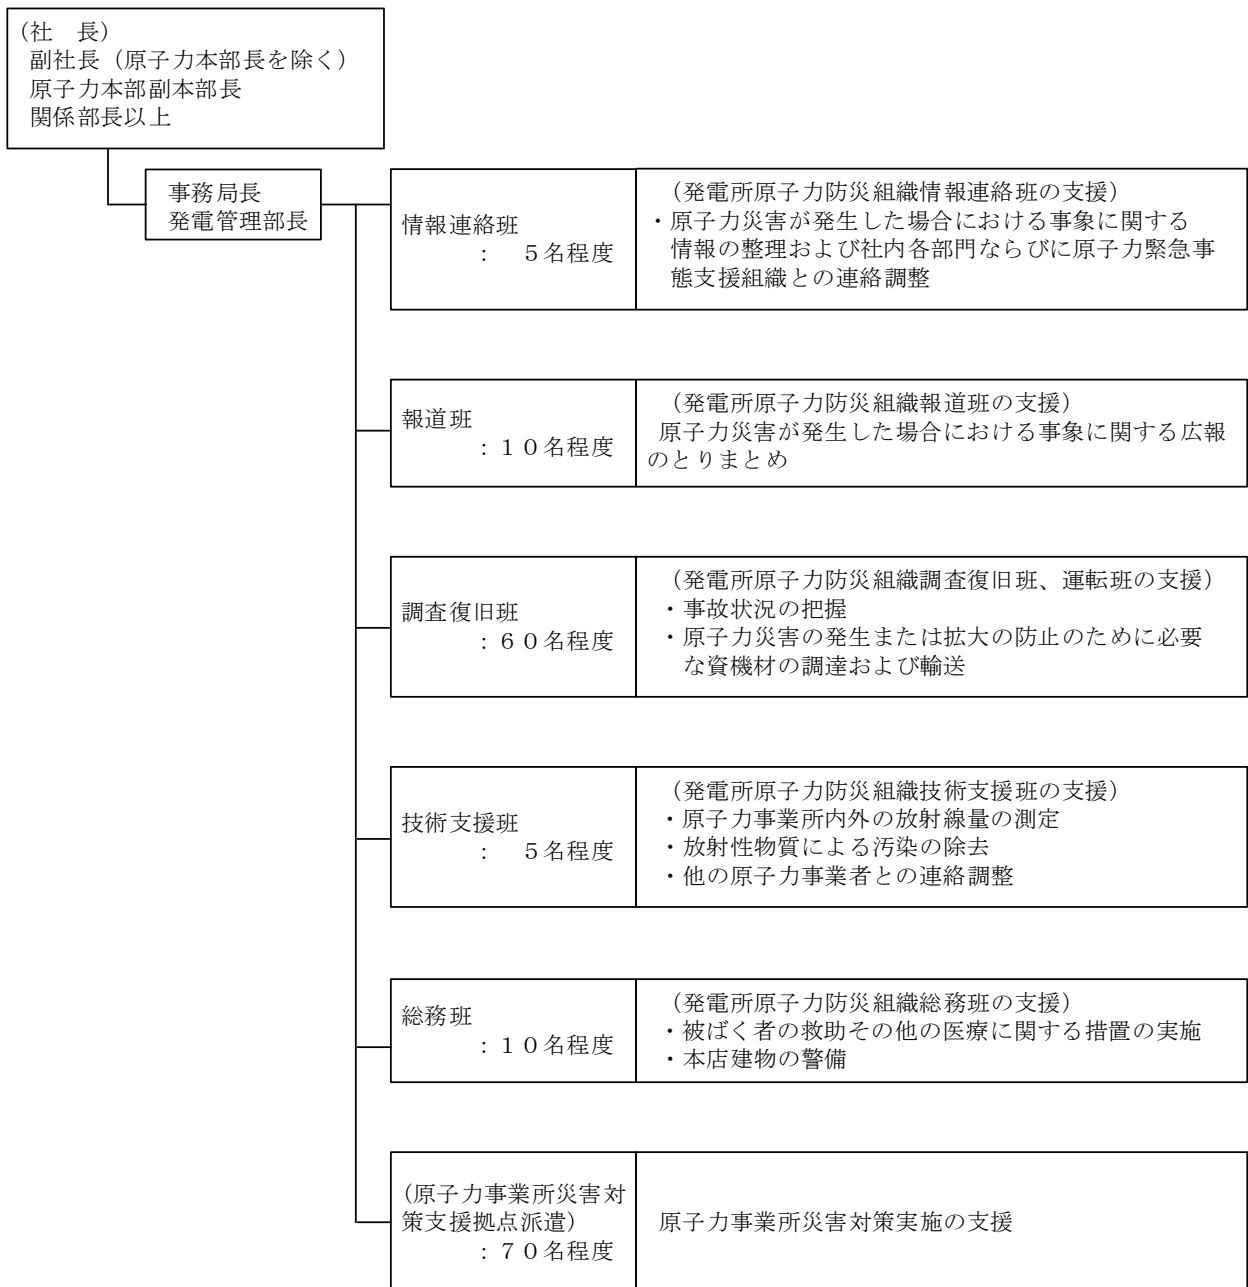 (社　長)
副社長（原子力本部長を除く）
原子力本部副本部長
関係部長以上
事務局長
発電管理部長
情報連絡班
：　５名程度
（発電所原子力防災組織情報連絡班の支援）
・原子力災害が発生した場合における事象に関する
情報の整理および社内各部門ならびに原子力緊急事
態支援組織との連絡調整
報道班
：１０名程度
（発電所原子力防災組織報道班の支援）
原子力災害が発生した場合における事象に関する広報
のとりまとめ
調査復旧班
：６０名程度
（発電所原子力防災組織調査復旧班、運転班の支援）
・事故状況の把握
・原子力災害の発生または拡大の防止のために必要
な資機材の調達および輸送
技術支援班
：　５名程度
（発電所原子力防災組織技術支援班の支援）
・原子力事業所内外の放射線量の測定
・放射性物質による汚染の除去
・他の原子力事業者との連絡調整
総務班
：１０名程度
（発電所原子力防災組織総務班の支援）
・被ばく者の救助その他の医療に関する措置の実施
・本店建物の警備
(原子力事業所災害対
策支援拠点派遣)
：７０名程度
原子力事業所災害対策実施の支援